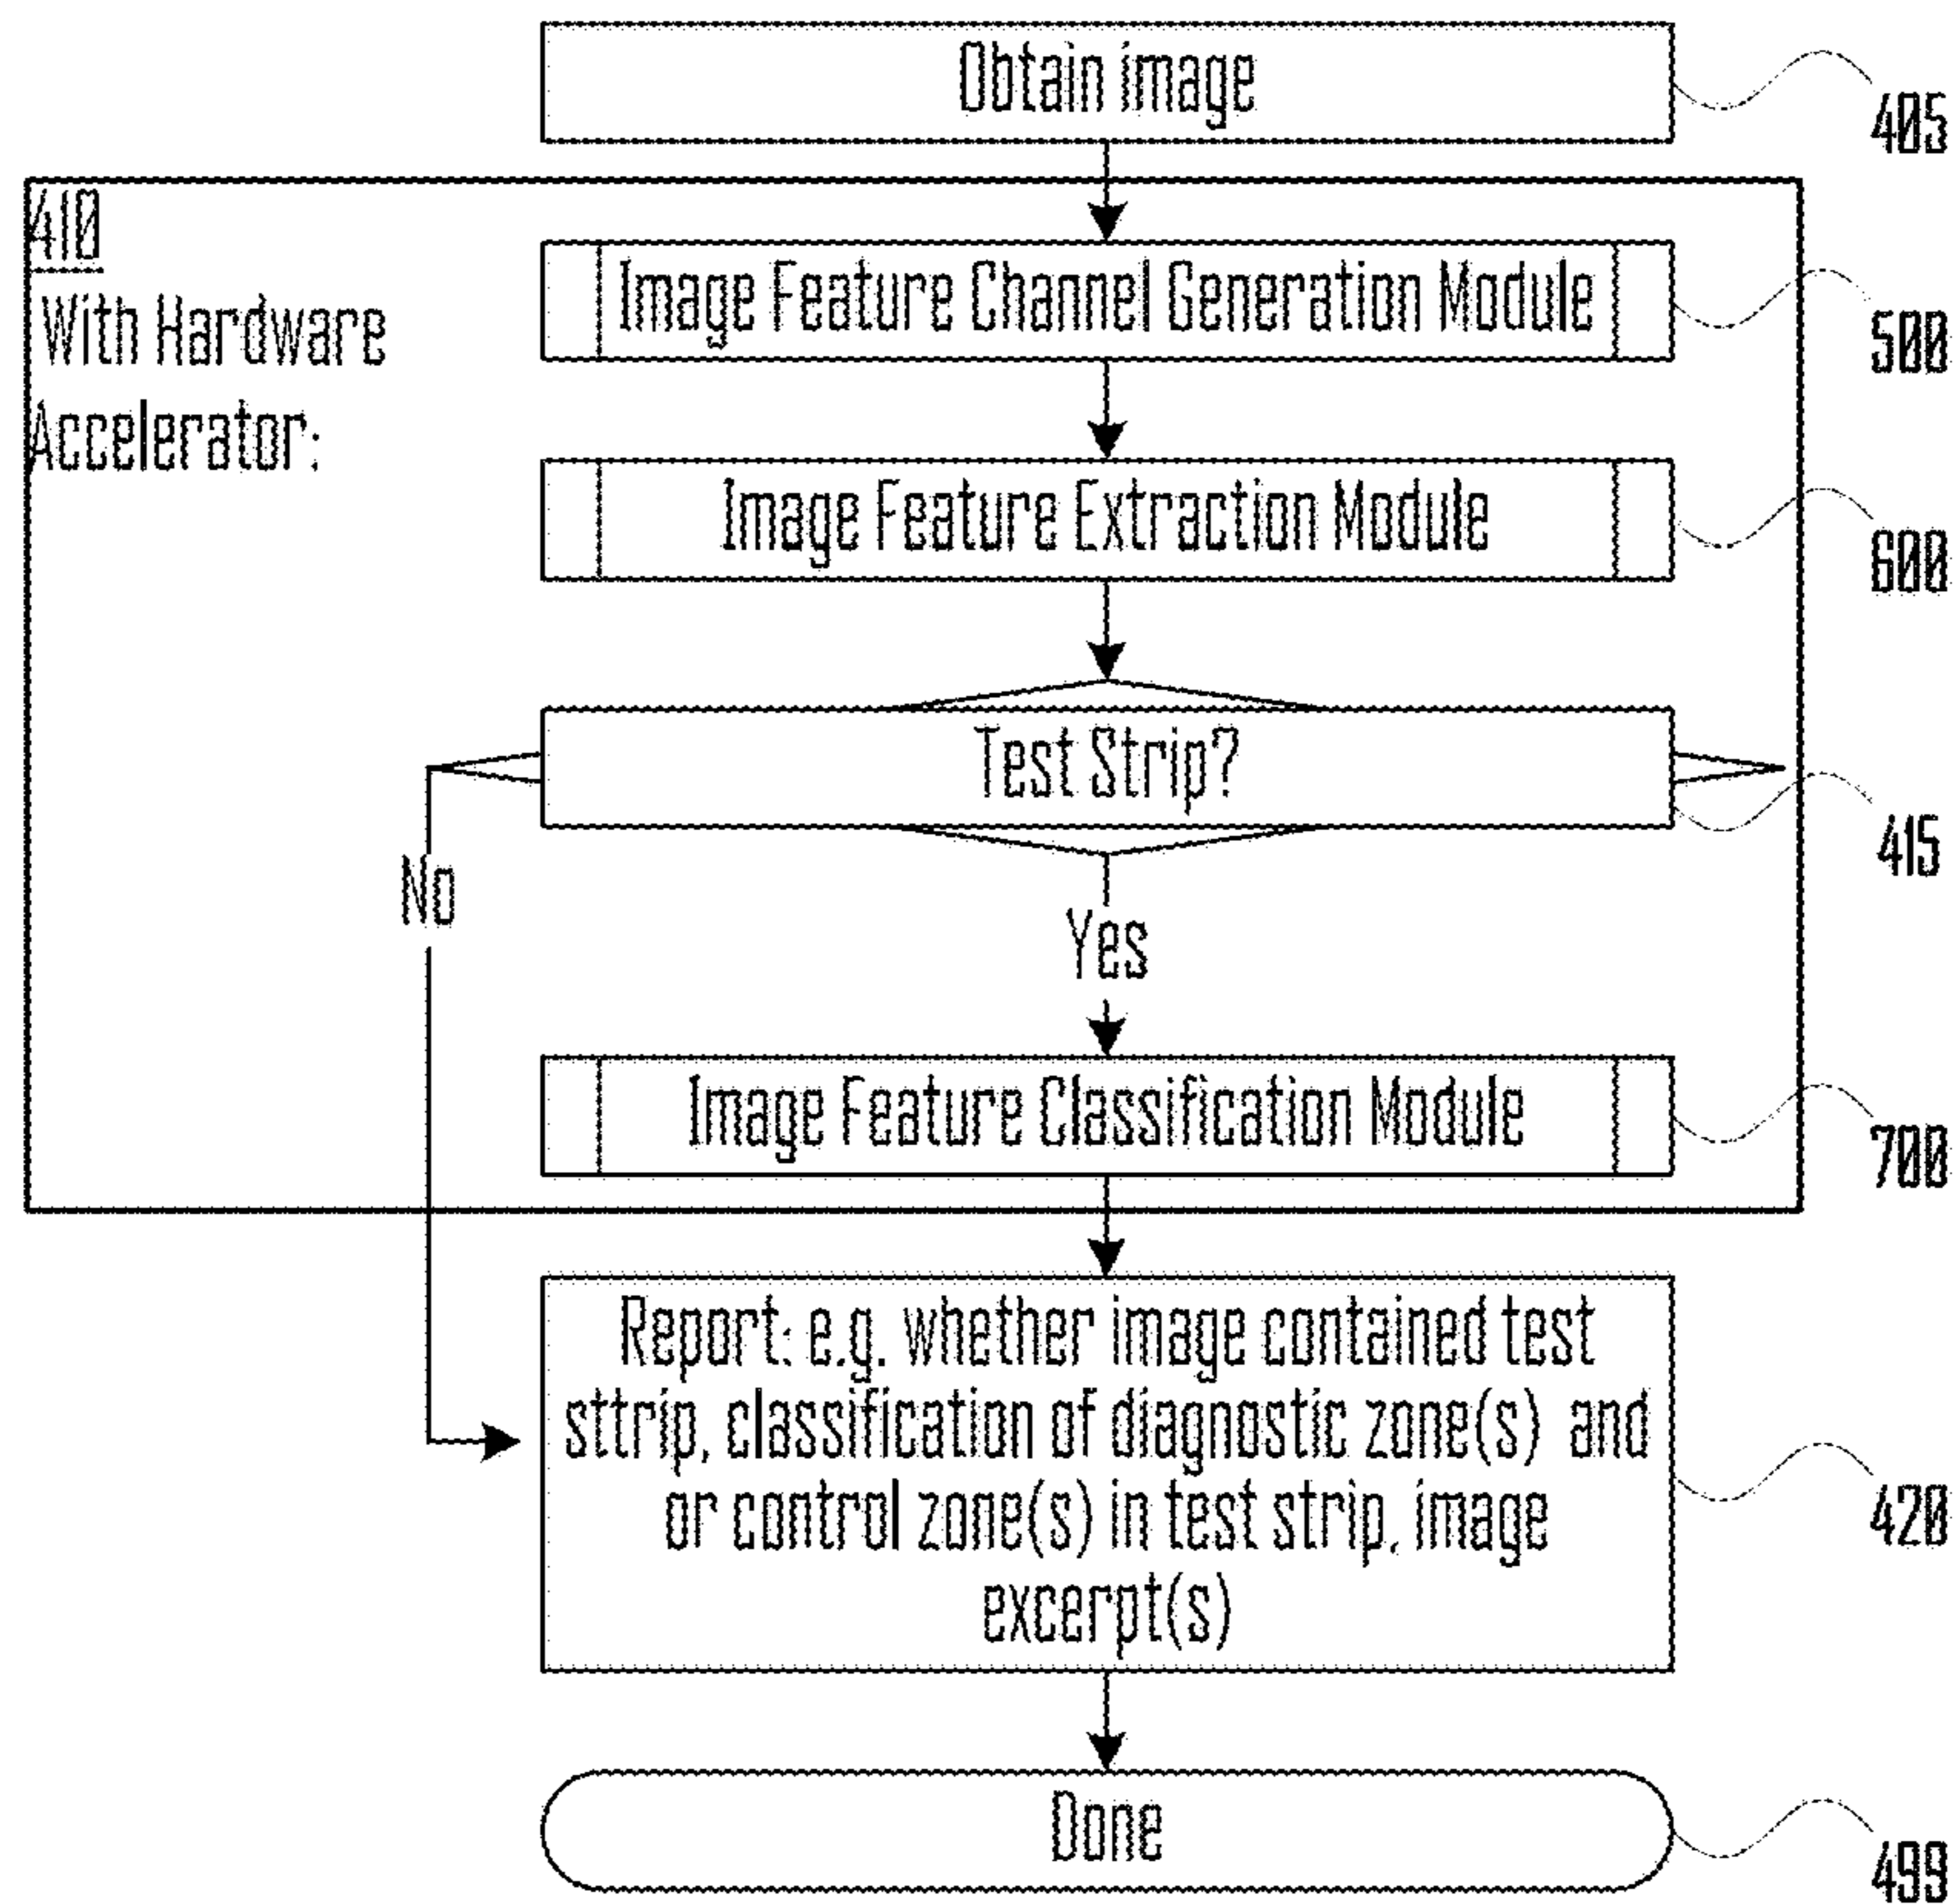 Obtain image
405
410
With Hardware
Accelerator:
Image Feature Channel Generation Module
500
Image Feature Extraction Module
600
Test Strip?
415
No
Yes
Image Feature Classification Module
700
Report: e.g. whether image contained test
sttrip, classification of diagnostic zone(s) and
or control zone(s) in test strip, image
excerpt(s)
420
Done
499